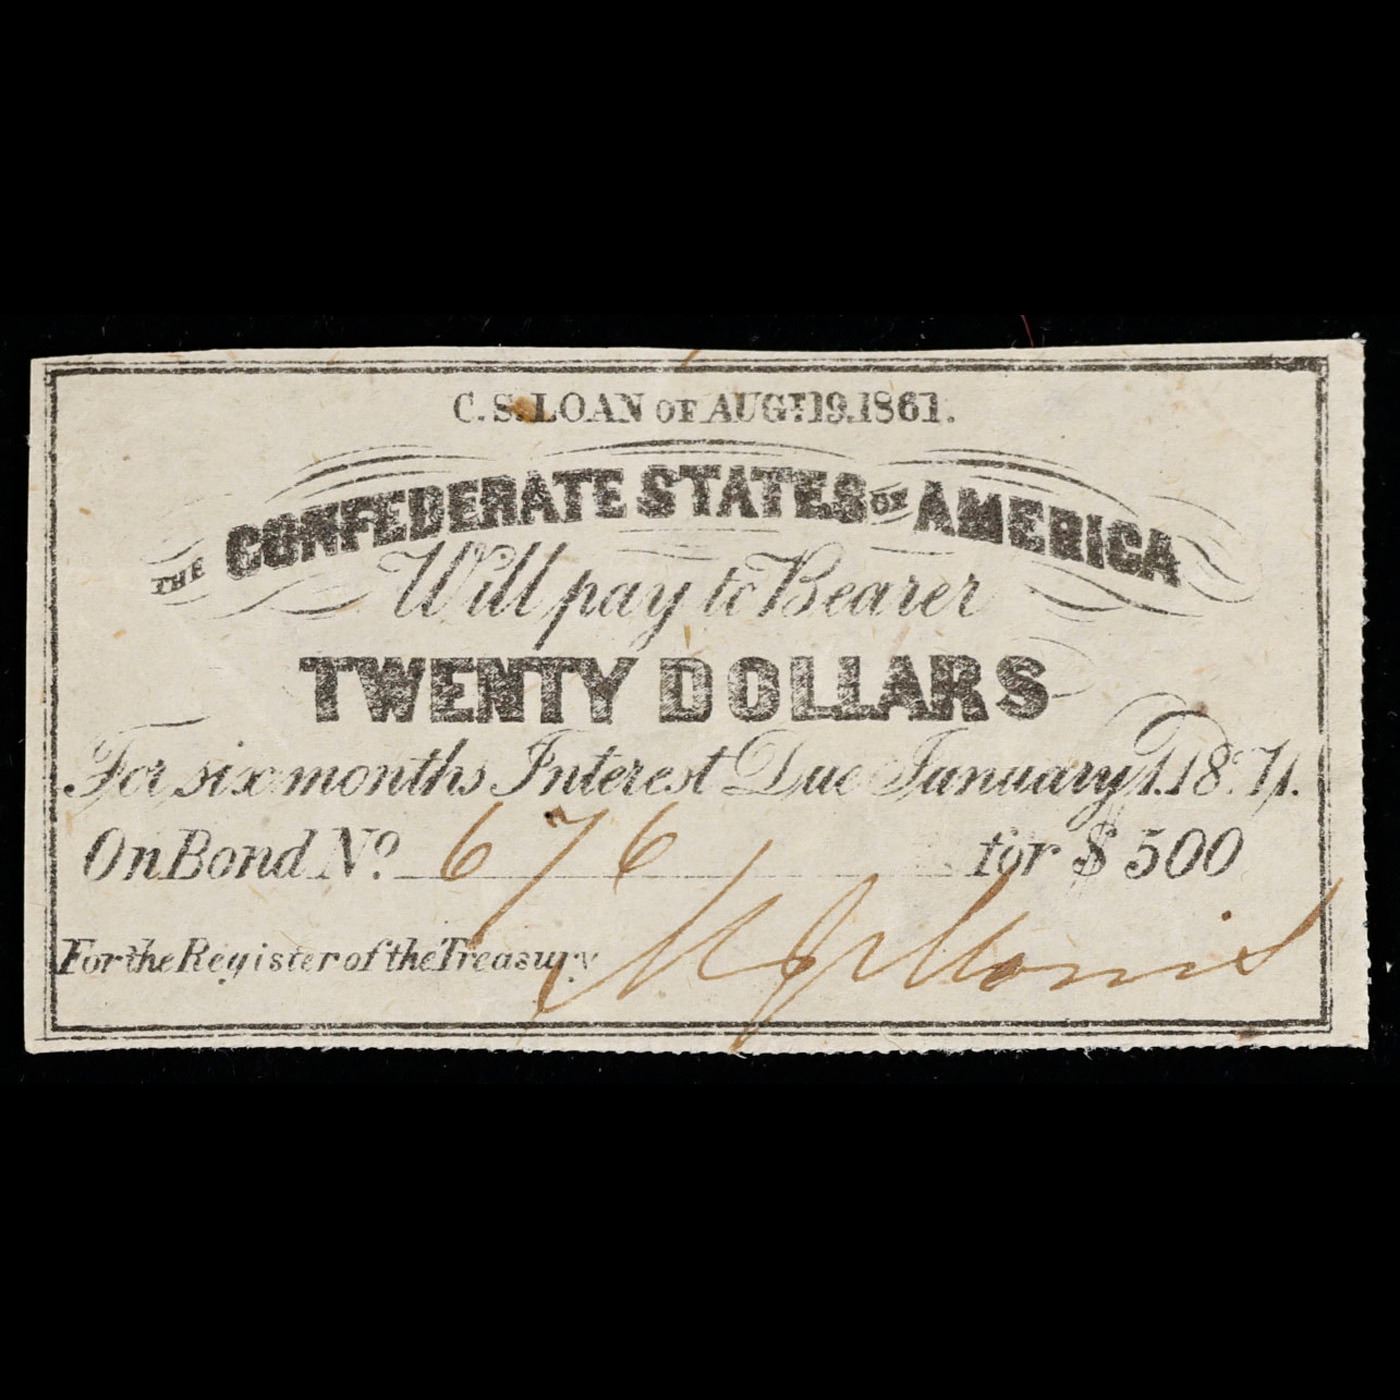 C. S. LOAN OF AUGT. 19. 1861.
THE CONFEDERATE STATES OF AMERICA
Will pay to Bearer
TWENTY DOLLARS
For six months Interest Due January 1. 1871.
On Bond No. 676 for $500
For the Register of the Treasury